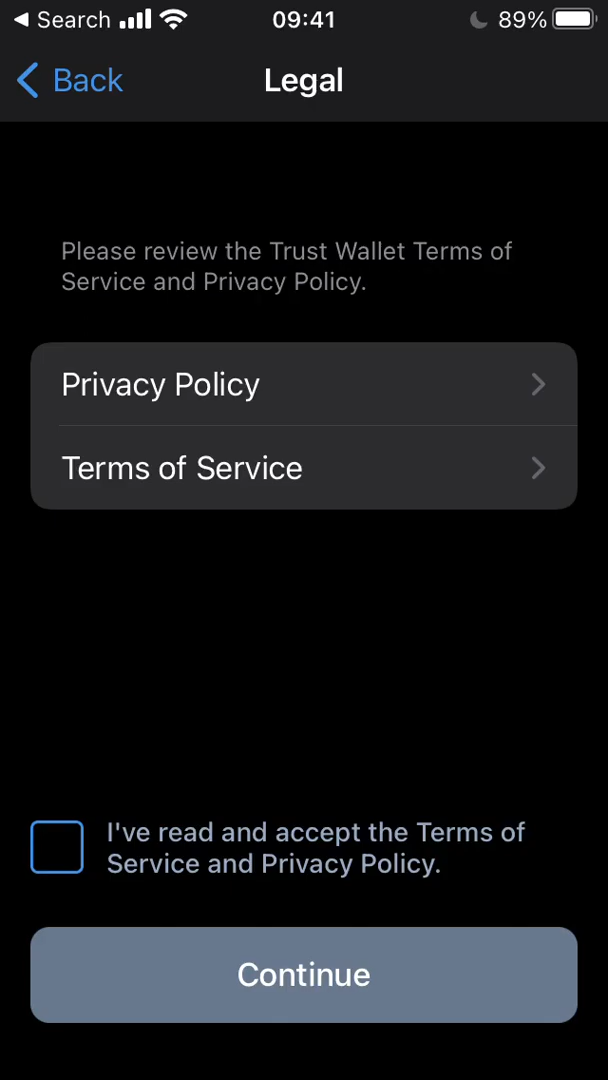 Search 09:41 89%
Back Legal
Please review the Trust Wallet Terms of
Service and Privacy Policy.
Privacy Policy
Terms of Service
I've read and accept the Terms of
Service and Privacy Policy.
Continue